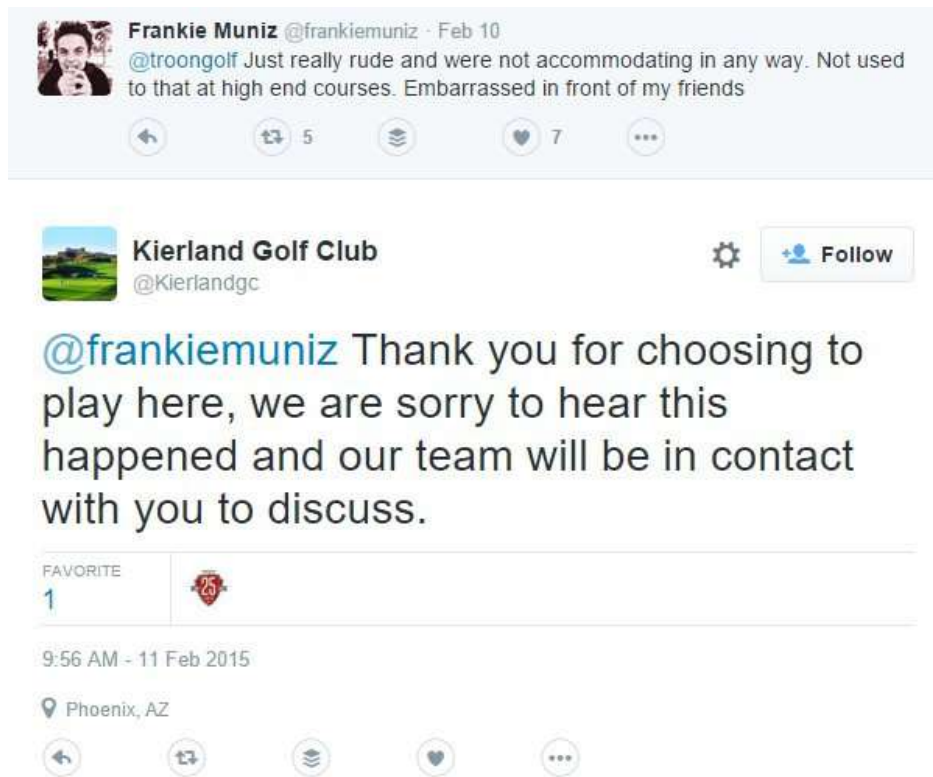 Frankie Muniz @frankiemuniz · Feb 10
@troongolf Just really rude and were not accommodating in any way. Not used
to that at high end courses. Embarrassed in front of my friends
5 7
Kierland Golf Club
@Kierlandgc
Follow
@frankiemuniz Thank you for choosing to
play here, we are sorry to hear this
happened and our team will be in contact
with you to discuss.
FAVORITE
1
25
9:56 AM - 11 Feb 2015
Phoenix, AZ